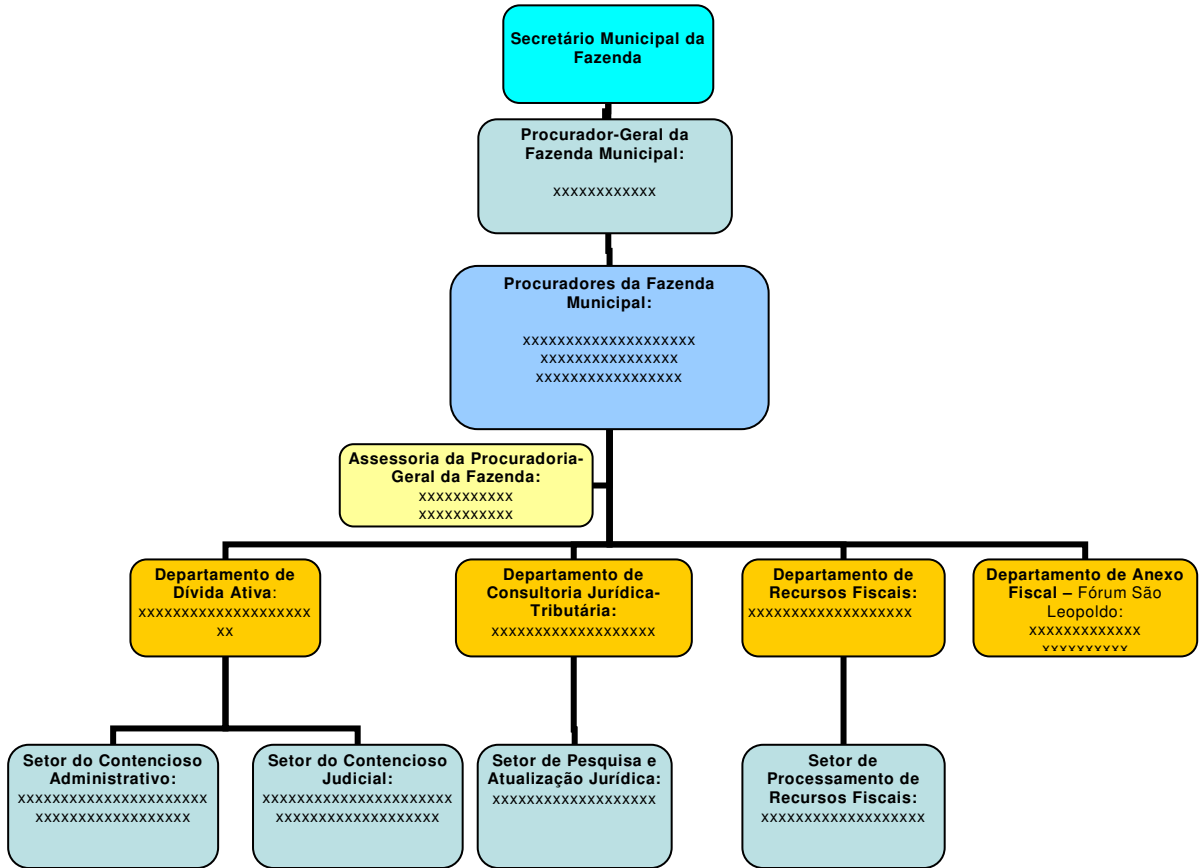 Secretário Municipal da
Fazenda
Procurador-Geral da
Fazenda Municipal:
xxxxxxxxxxxx
Procuradores da Fazenda
Municipal:
xxxxxxxxxxxxxxxxxxxx
xxxxxxxxxxxxxxxx
xxxxxxxxxxxxxxxxx
Assessoria da Procuradoria-
Geral da Fazenda:
xxxxxxxxxxx
xxxxxxxxxxx
Departamento de
Dívida Ativa:
xxxxxxxxxxxxxxxxxxxx
xx
Departamento de
Consultoria Jurídica-
Tributária:
xxxxxxxxxxxxxxxxxxx
Departamento de
Recursos Fiscais:
xxxxxxxxxxxxxxxxxxx
Departamento de Anexo
Fiscal – Fórum São
Leopoldo:
xxxxxxxxxxxxx
xxxxxxxxxx
Setor do Contencioso
Administrativo:
xxxxxxxxxxxxxxxxxxxxxx
xxxxxxxxxxxxxxxxxx
Setor do Contencioso
Judicial:
xxxxxxxxxxxxxxxxxxxxxx
xxxxxxxxxxxxxxxxxxx
Setor de Pesquisa e
Atualização Jurídica:
xxxxxxxxxxxxxxxxxxx
Setor de
Processamento de
Recursos Fiscais:
xxxxxxxxxxxxxxxxxxx